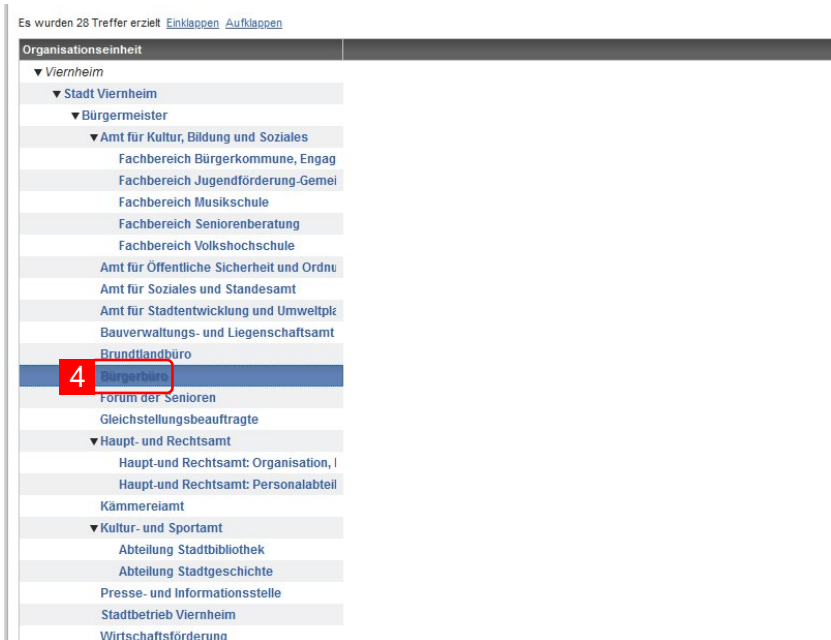 Es wurden 28 Treffer erzielt Einklappen Aufklappen
Organisationseinheit
Viernheim
Stadt Viernheim
Bürgermeister
Amt für Kultur, Bildung und Soziales
Fachbereich Bürgerkommune, Engag
Fachbereich Jugendförderung-Gemei
Fachbereich Musikschule
Fachbereich Seniorenberatung
Fachbereich Volkshochschule
Amt für Öffentliche Sicherheit und Ordnu
Amt für Soziales und Standesamt
Amt für Stadtentwicklung und Umweltpla
Bauverwaltungs- und Liegenschaftsamt
Brundtlandbüro
4 Bürgerbüro
Forum der Senioren
Gleichstellungsbeauftragte
Haupt- und Rechtsamt
Haupt-und Rechtsamt: Organisation,
Haupt-und Rechtsamt: Personalabteil
Kämmereiamt
Kultur- und Sportamt
Abteilung Stadtbibliothek
Abteilung Stadtgeschichte
Presse- und Informationsstelle
Stadtbetrieb Viernheim
Wirtschaftsförderung